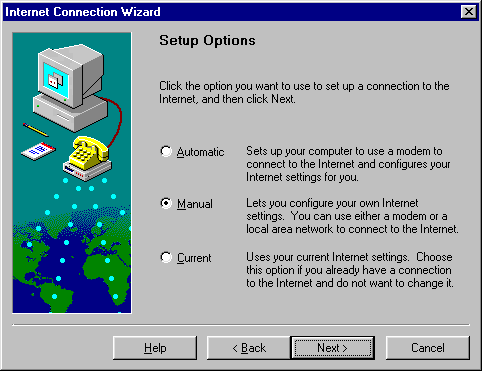 Internet Connection Wizard
Setup Options
Click the option you want to use to set up a connection to the
Internet, and then click Next.
Automatic
Sets up your computer to use a modem to
connect to the Internet and configures your
Internet settings for you.
Manual
Lets you configure your own Internet
settings.  You can use either a modem or a
local area network to connect to the Internet.
Current
Uses your current Internet settings.  Choose
this option if you already have a connection
to the Internet and do not want to change it.
Help
< Back
Next >
Cancel